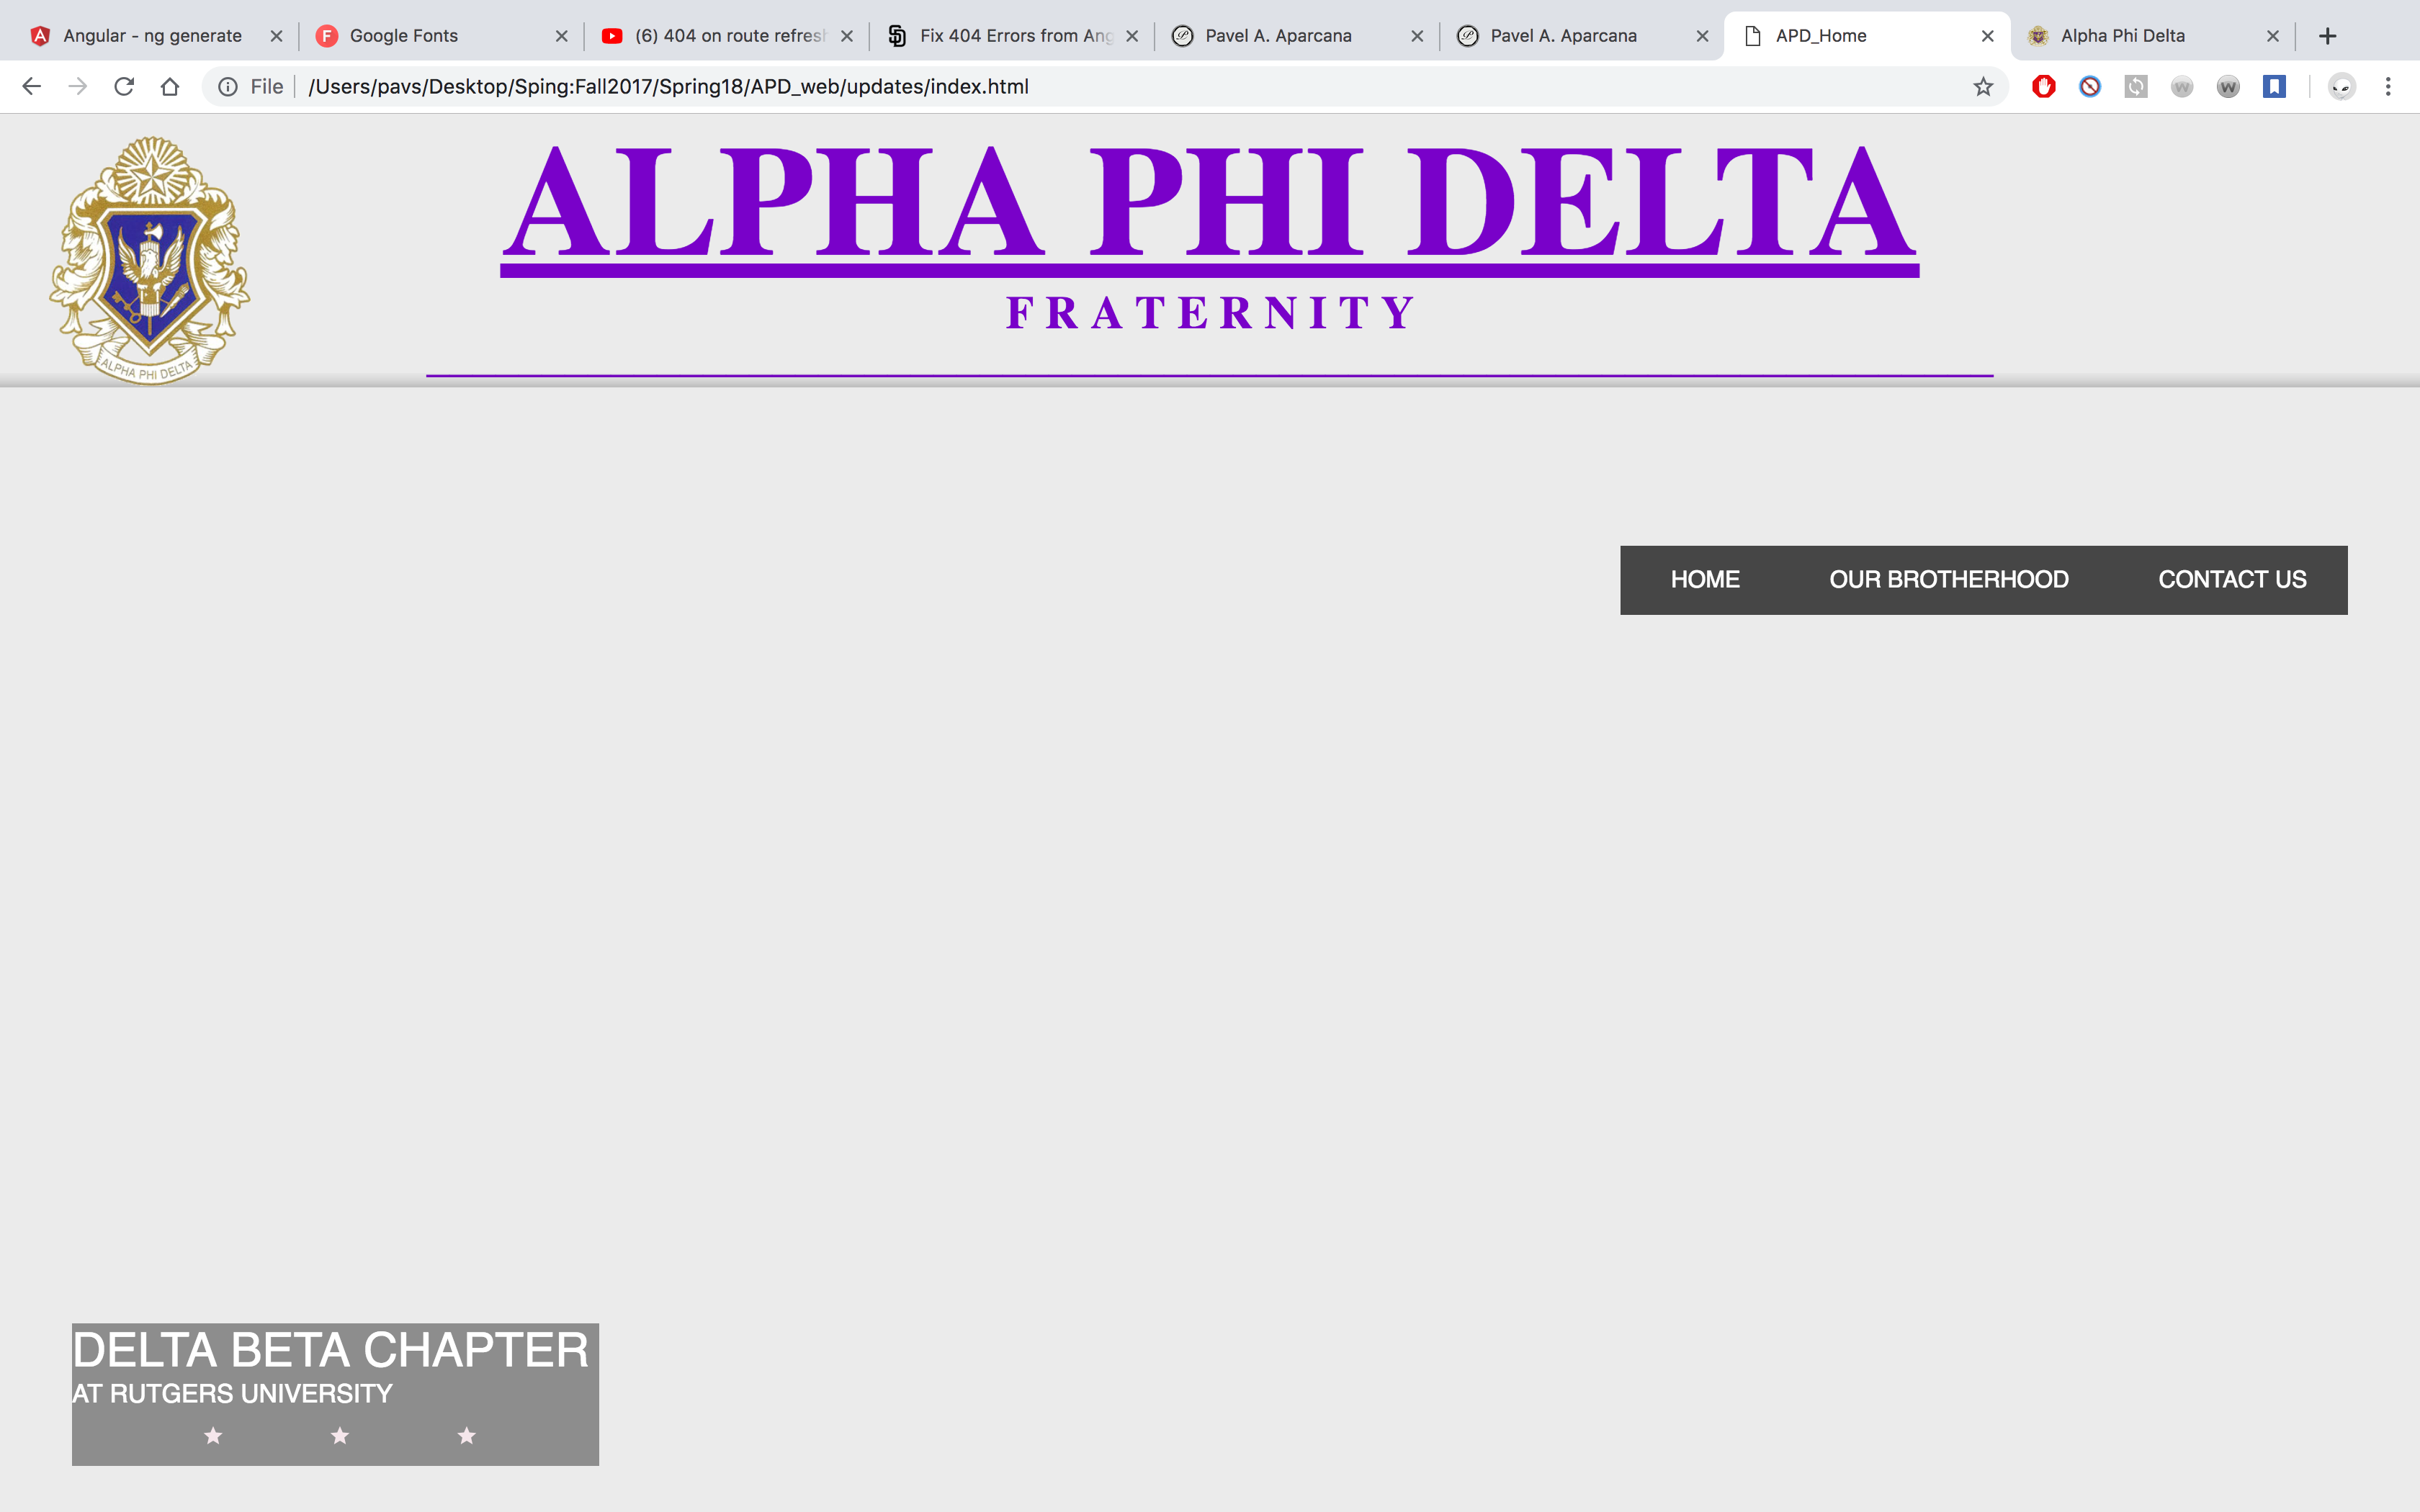 Angular - ng generate
Google Fonts
(6) 404 on route refresh
Fix 404 Errors from Ang
Pavel A. Aparcana
Pavel A. Aparcana
APD_Home
Alpha Phi Delta
File
/Users/pavs/Desktop/Sping:Fall2017/Spring18/APD_web/updates/index.html
ALPHA PHI DELTA
FRATERNITY
ALPHA PHI DELTA
HOME
OUR BROTHERHOOD
CONTACT US
DELTA BETA CHAPTER
AT RUTGERS UNIVERSITY